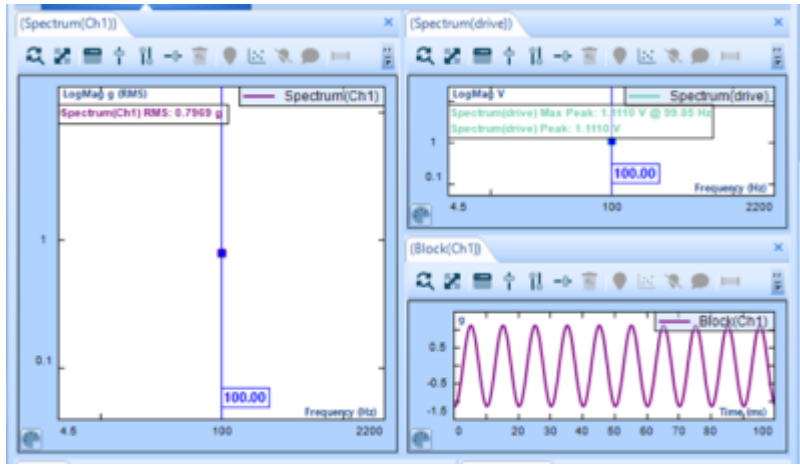 (Spectrum(Ch1))
LogMag g (RMS)
Spectrum(Ch1)
Spectrum(Ch1) RMS: 0.7969 g
1
0.1
100.00
Frequency (Hz)
4.5 100 2200
(Spectrum(drive))
LogMag V
Spectrum(drive)
Spectrum(drive) Max Peak: 1.1110 V @ 99.85 Hz
Spectrum(drive) Peak: 1.1110 V
1
0.1
100.00
Frequency (Hz)
4.5 100 2200
(Block(Ch1))
g
Block(Ch1)
0.5
-0.5
-1.5
Time (ms)
0 20 30 40 50 60 70 80 100